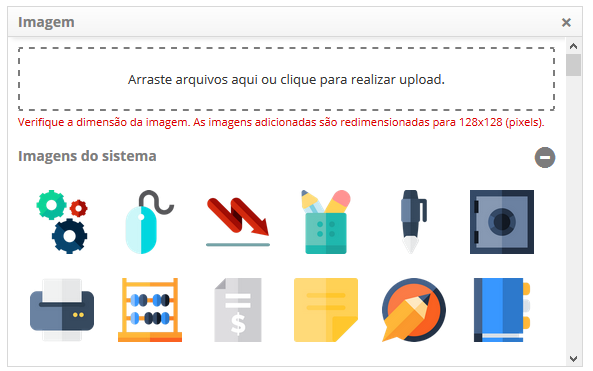 Imagem
Arraste arquivos aqui ou clique para realizar upload.
Verifique a dimensão da imagem. As imagens adicionadas são redimensionadas para 128x128 (pixels).
Imagens do sistema
$